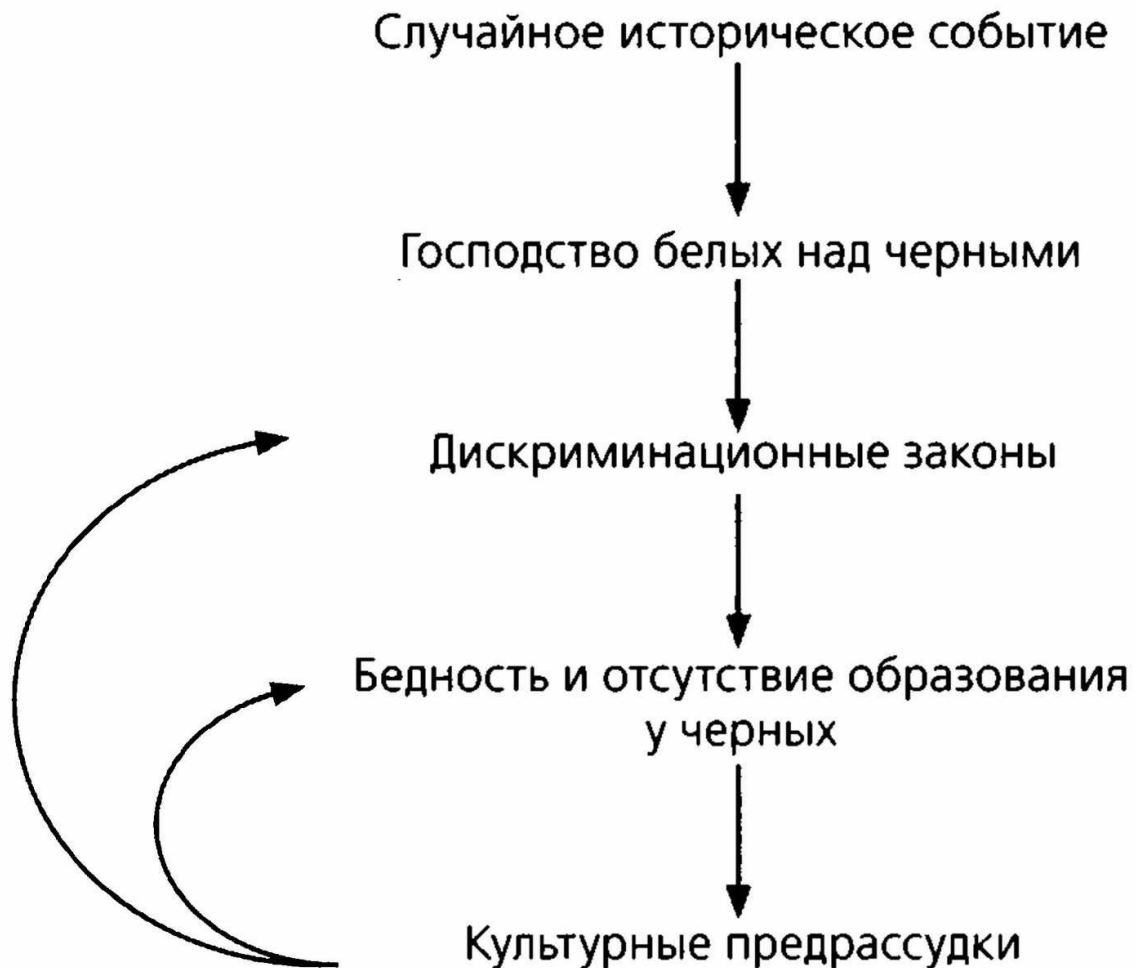 Случайное историческое событие
Господство белых над черными
Дискриминационные законы
Бедность и отсутствие образования
у черных
Культурные предрассудки